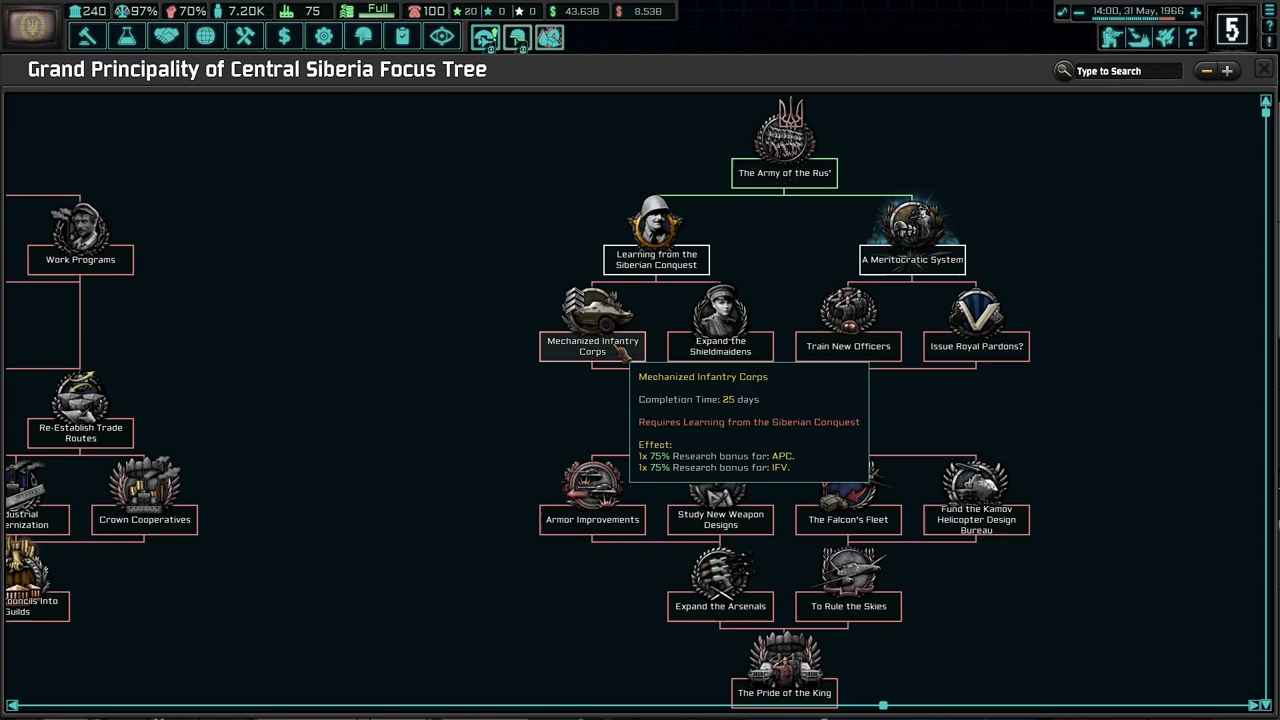 240 97% 70% 7.20K 75 Full 100 20 0 0 $ 43.63B $ 8.53B
14:00, 31 May, 1966
5
Grand Principality of Central Siberia Focus Tree
Type to Search
The Army of the Rus'
Work Programs
Learning from the
Siberian Conquest
A Meritocratic System
Mechanized Infantry
Corps
Expand the
Shieldmaidens
Train New Officers
Issue Royal Pardons?
Mechanized Infantry Corps
Completion Time: 25 days
Requires Learning from the Siberian Conquest
Effect:
1x 75% Research bonus for: APC.
1x 75% Research bonus for: IFV.
Re-Establish Trade
Routes
Crown Cooperatives
Armor Improvements
Study New Weapon
Designs
The Falcon's Fleet
Fund the Kamov
Helicopter Design
Bureau
Guilds
Expand the Arsenals
To Rule the Skies
The Pride of the King